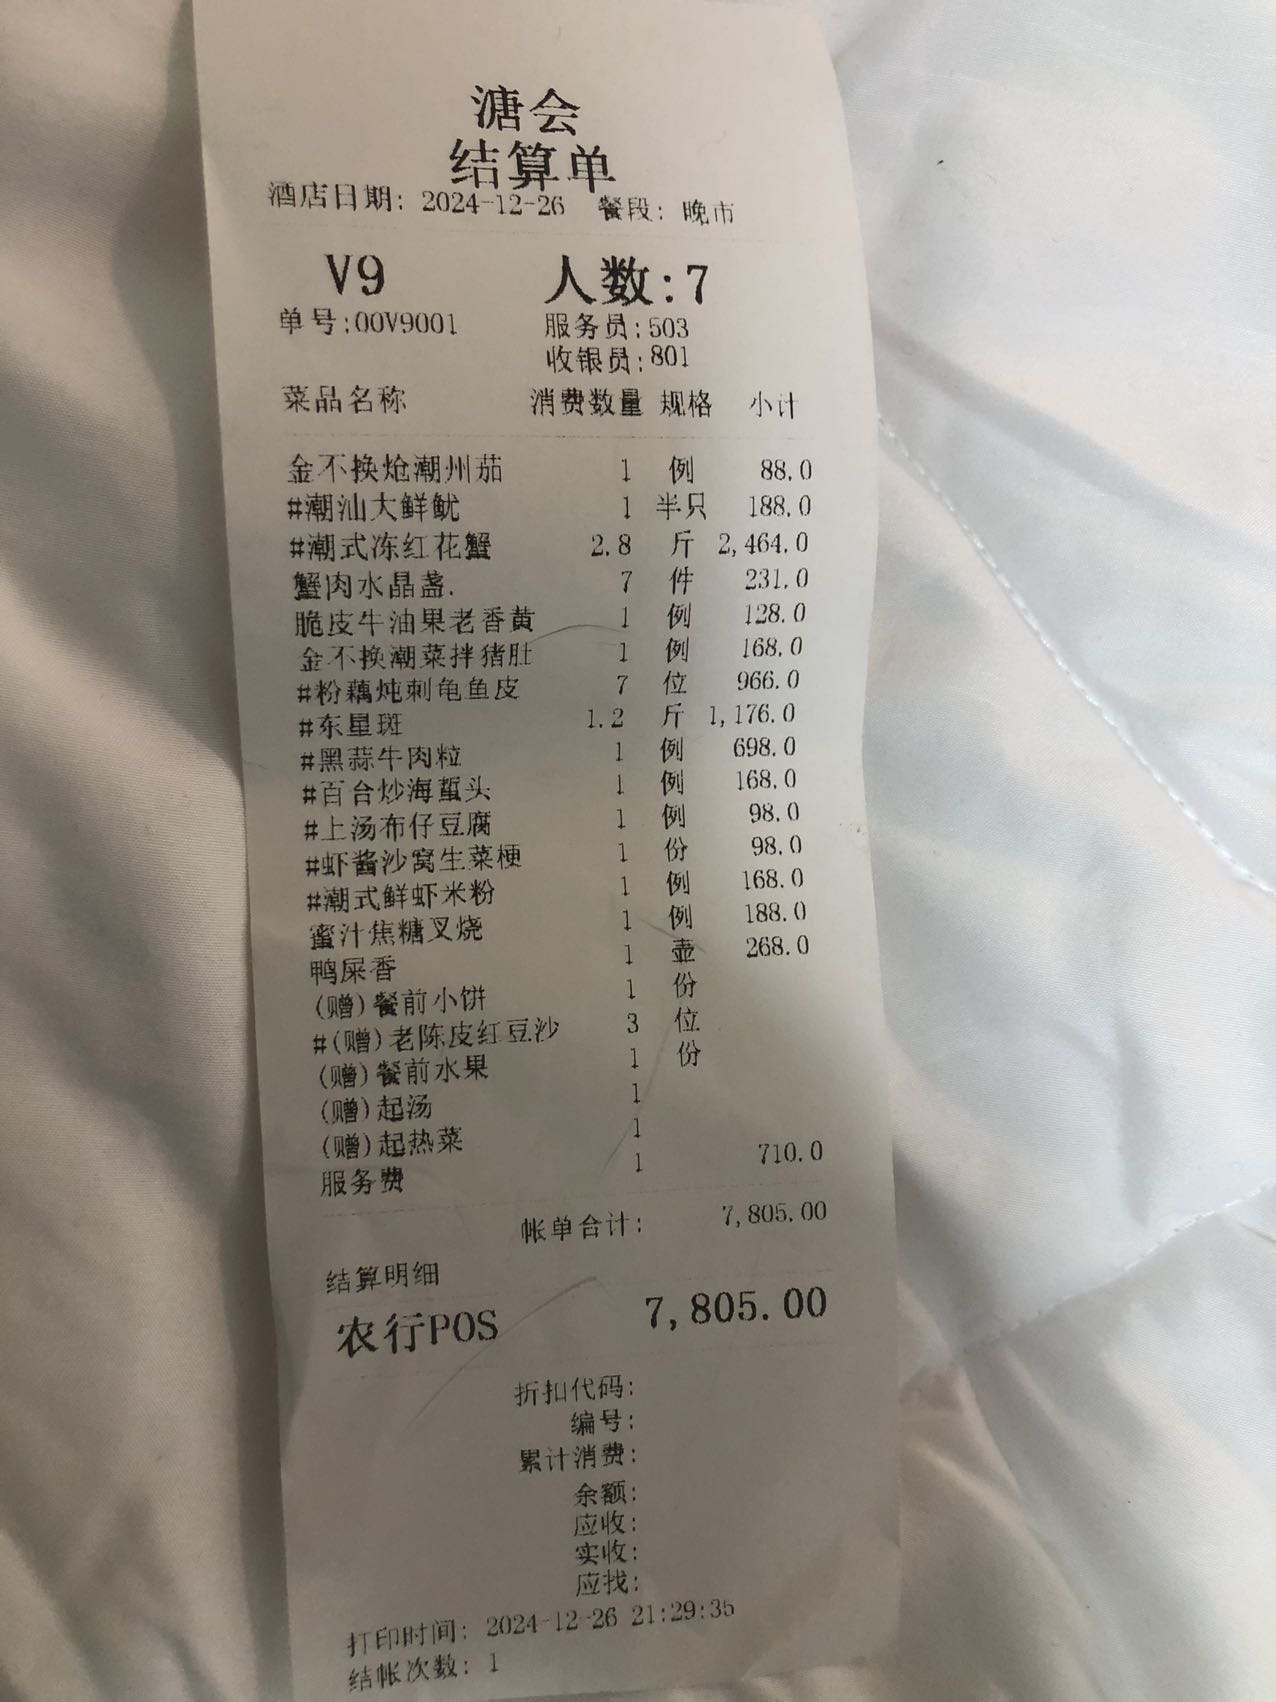 溏会
结算单
酒店日期: 2024-12-26 餐段: 晚市
V9 人数:7
单号:00V9001 服务员:503
收银员:801
菜品名称 消费数量 规格 小计
金不换炝潮州茄 1 例 88.0
#潮汕大鲜鱿 1 半只 188.0
#潮式冻红花蟹 2.8 斤 2,464.0
蟹肉水晶盏. 7 件 231.0
脆皮牛油果老香黄 1 例 128.0
金不换潮菜拌猪肚 1 例 168.0
#粉藕炖刺龟鱼皮 7 位 966.0
#东星斑 1.2 斤 1,176.0
#黑蒜牛肉粒 1 例 698.0
#百合炒海蜇头 1 例 168.0
#上汤布仔豆腐 1 例 98.0
#虾酱沙窝生菜梗 1 份 98.0
#潮式鲜虾米粉 1 例 168.0
蜜汁焦糖叉烧 1 例 188.0
鸭屎香 1 壶 268.0
(赠)餐前小饼 1 份
#(赠)老陈皮红豆沙 3 位
(赠)餐前水果 1 份
(赠)起汤 1
(赠)起热菜 1
服务费 1 710.0
帐单合计: 7,805.00
结算明细
农行POS 7,805.00
折扣代码:
编号:
累计消费:
余额:
应收:
实收:
应找:
打印时间: 2024-12-26 21:29:35
结帐次数: 1